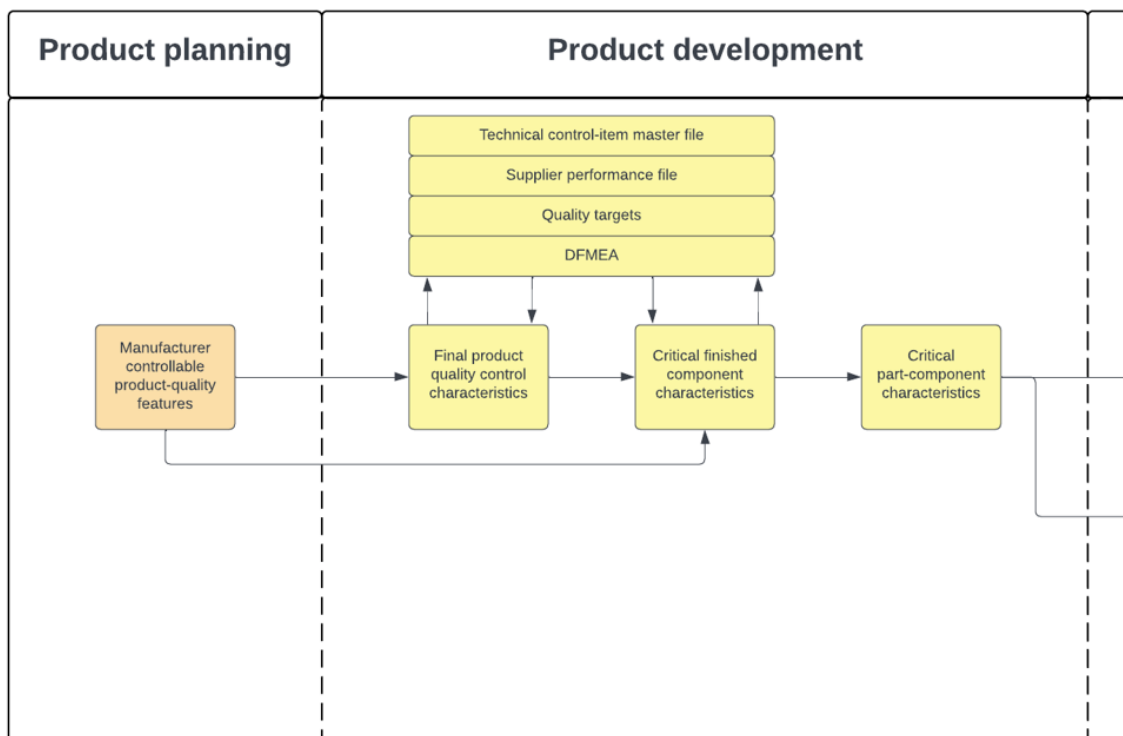 Product planning
Product development
Technical control-item master file
Supplier performance file
Quality targets
DFMEA
Manufacturer
controllable
product-quality
features
Final product
quality control
characteristics
Critical finished
component
characteristics
Critical
part-component
characteristics